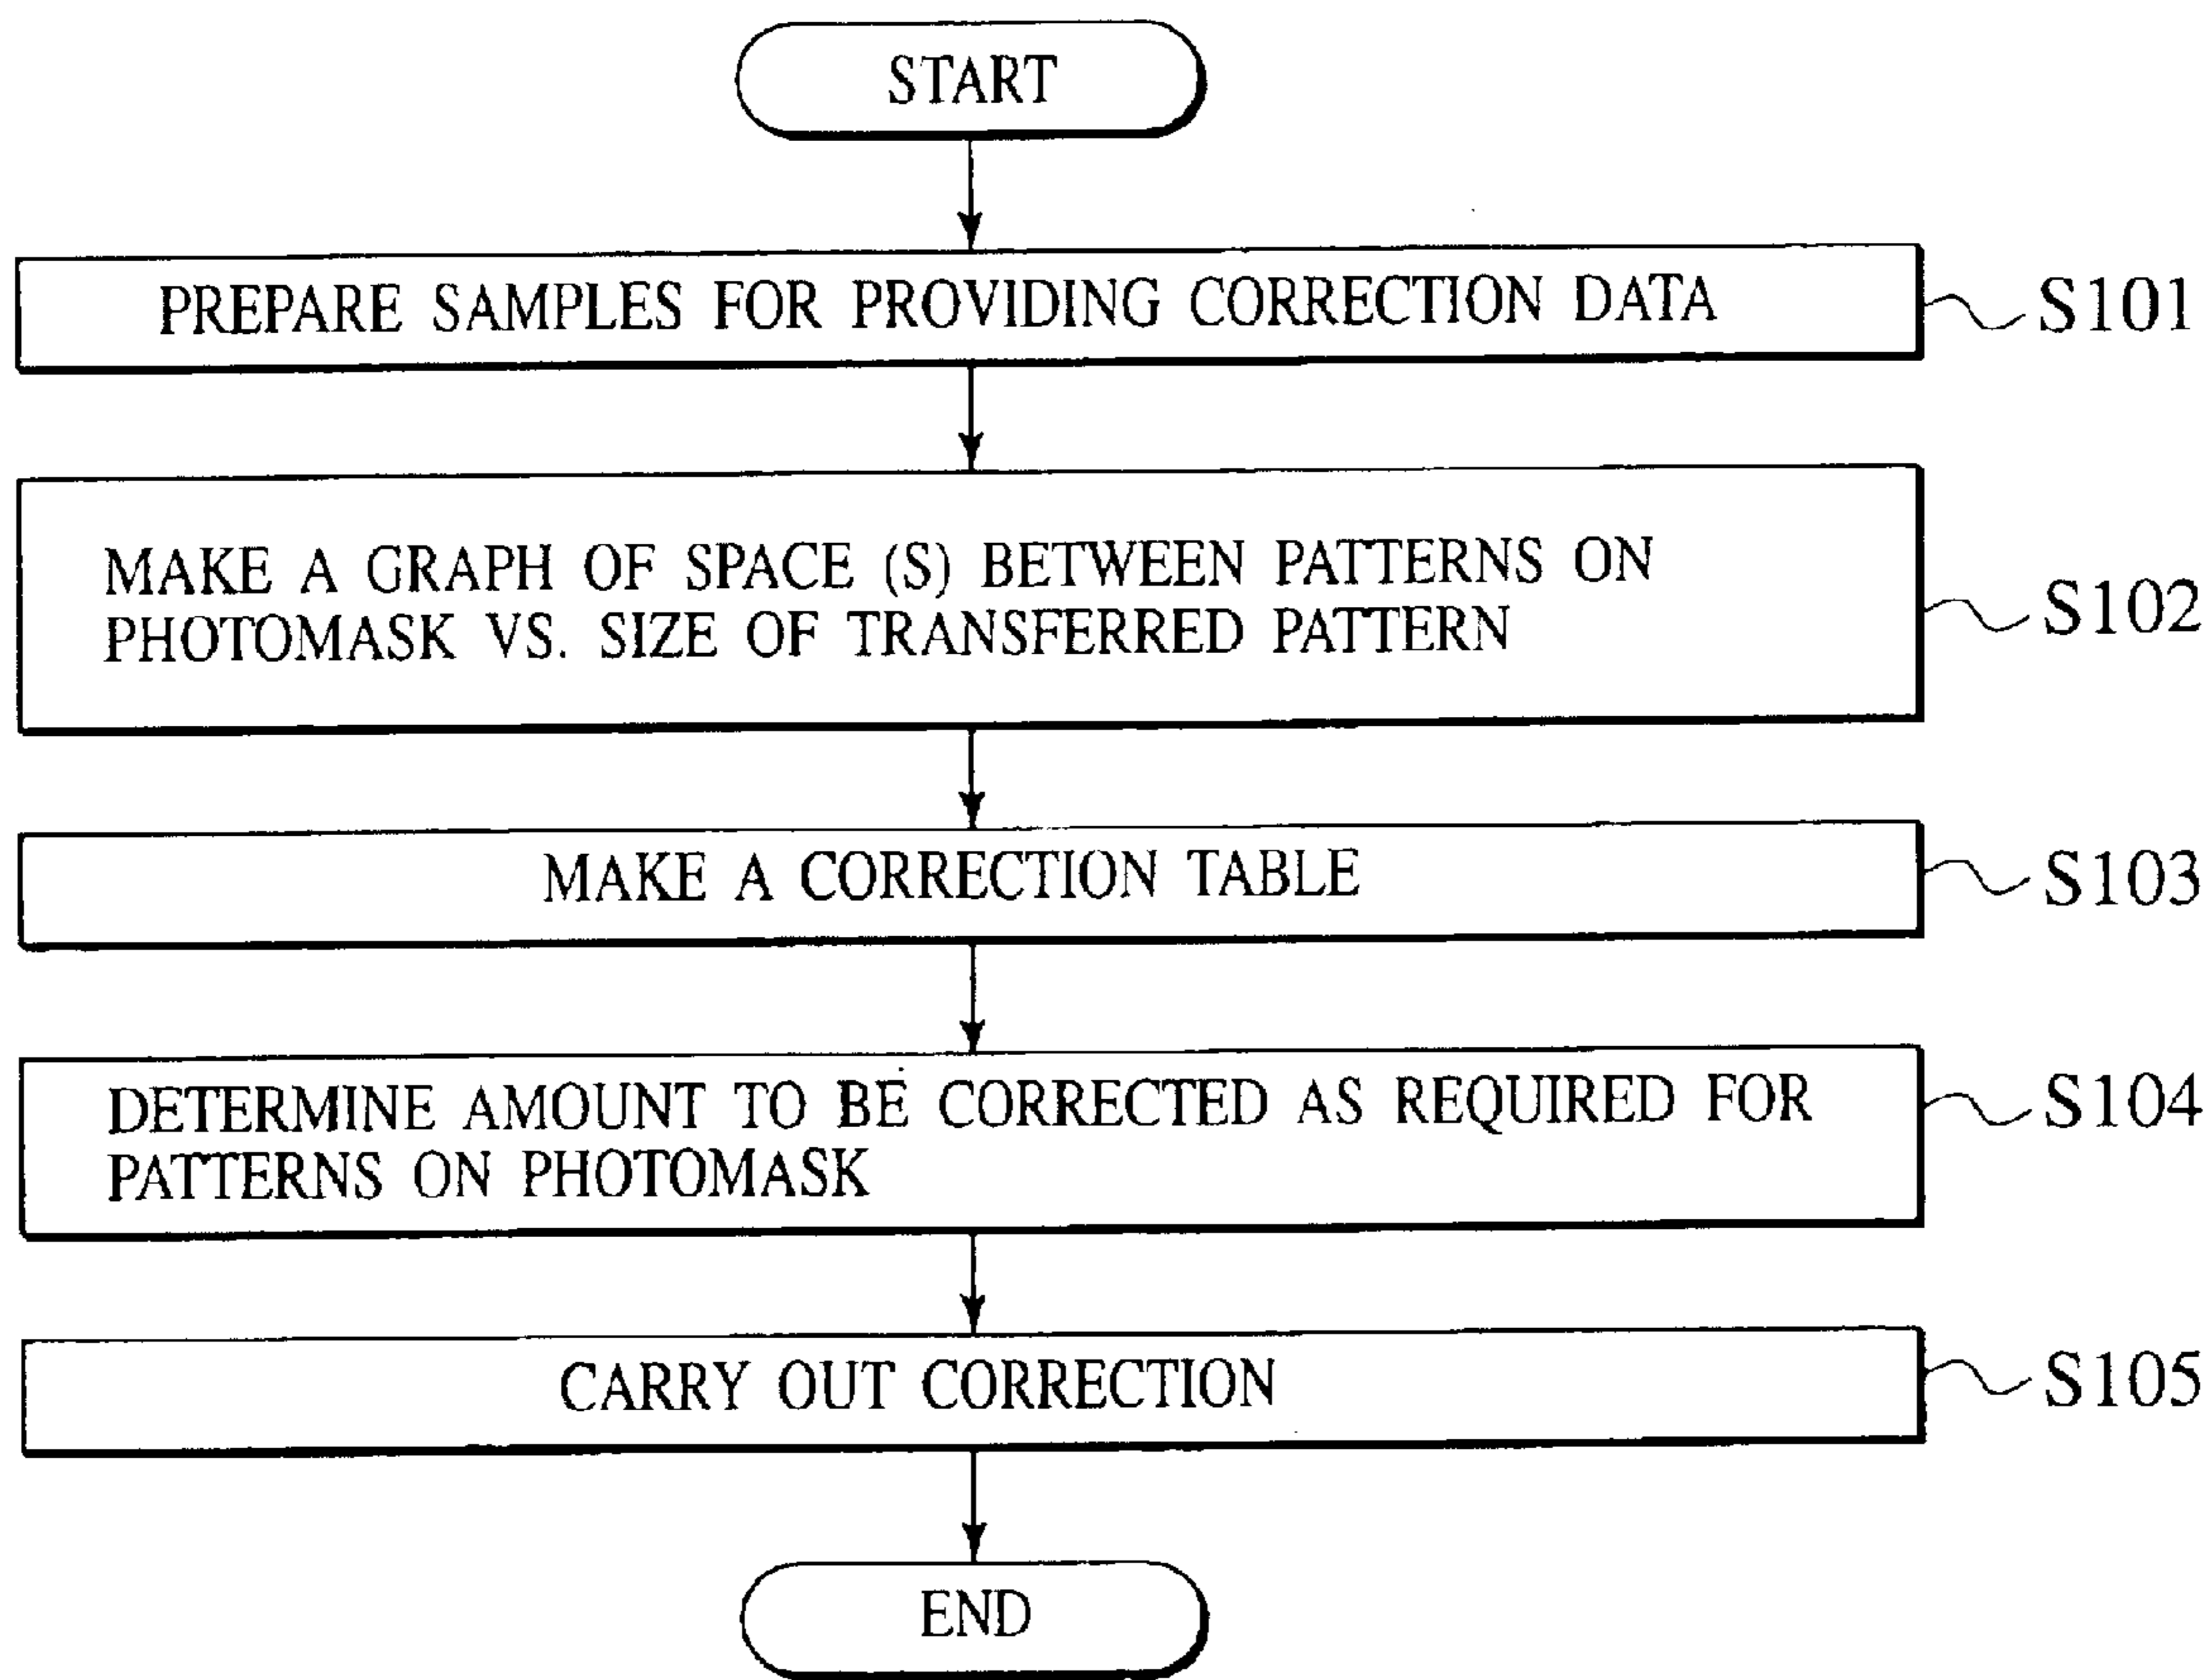 START
PREPARE SAMPLES FOR PROVIDING CORRECTION DATA
S101
MAKE A GRAPH OF SPACE (S) BETWEEN PATTERNS ON
PHOTOMASK VS. SIZE OF TRANSFERRED PATTERN
S102
MAKE A CORRECTION TABLE
S103
DETERMINE AMOUNT TO BE CORRECTED AS REQUIRED FOR
PATTERNS ON PHOTOMASK
S104
CARRY OUT CORRECTION
S105
END